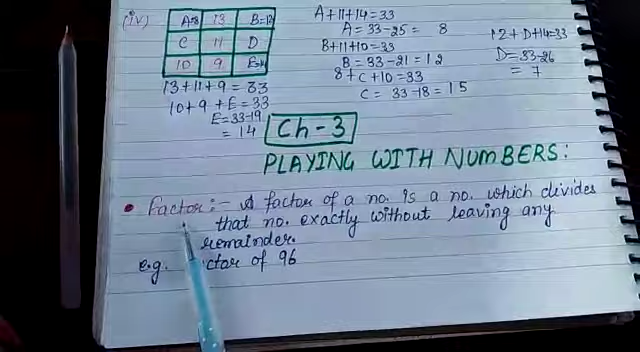 (iv)
A=8 13 B=12
C 11 D
10 9 E=14
13+11+9=33
10+9+E=33
E=33-19
= 14
A+11+14=33
A= 33-25= 8
B+11+10=33
B= 33-21=12
8+C+10=33
C= 33-18=15
12+D+14=33
D=33-26
= 7
Ch-3
PLAYING WITH NUMBERS:
• Factor:- A factor of a no. is a no. which divides
that no. exactly without leaving any
remainder.
e.g. of 96